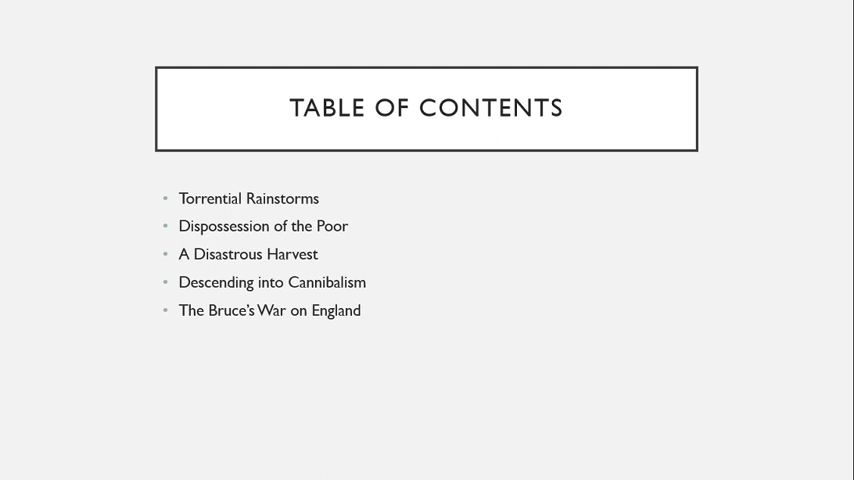 TABLE OF CONTENTS
• Torrential Rainstorms
• Dispossession of the Poor
• A Disastrous Harvest
• Descending into Cannibalism
• The Bruce's War on England